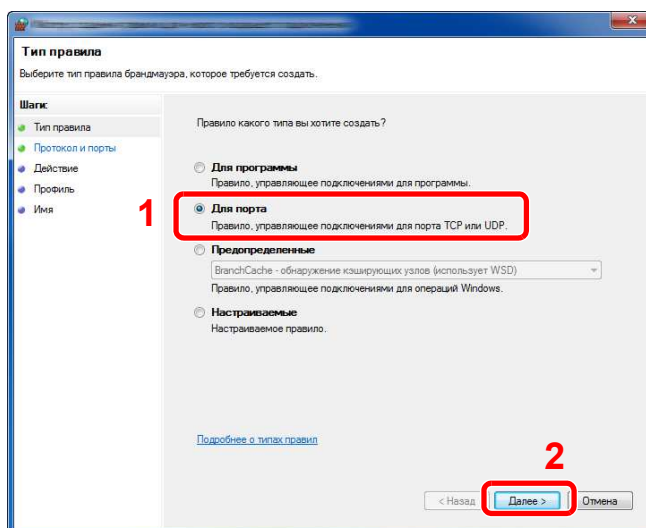 Тип правила
Выберите тип правила брандмауэра, которое требуется создать.
Шаги:
Тип правила
Протокол и порты
Действие
Профиль
Имя
Правило какого типа вы хотите создать?
Для программы
Правило, управляющее подключениями для программы.
1
Для порта
Правило, управляющее подключениями для порта TCP или UDP.
Предопределенные
BranchCache - обнаружение кэширующих узлов (использует WSD)
Правило, управляющее подключениями для операций Windows.
Настраиваемые
Настраиваемое правило.
Подробнее о типах правил
2
< Назад
Далее >
Отмена